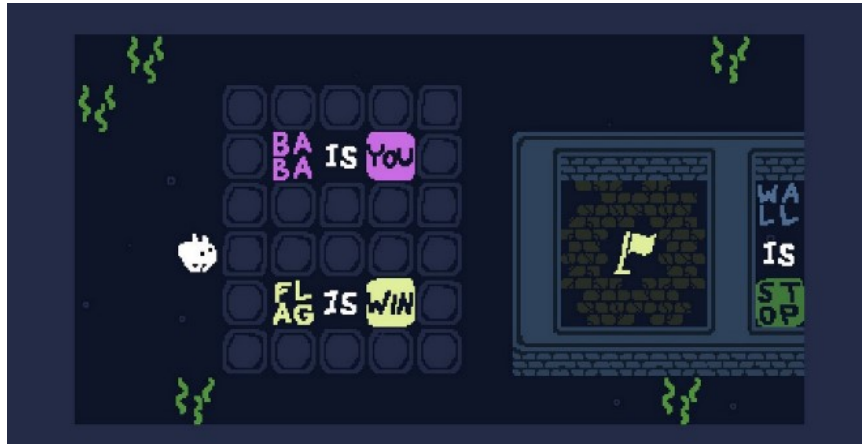 BABA IS YOU
FLAG IS WIN
WALL
IS
STOP